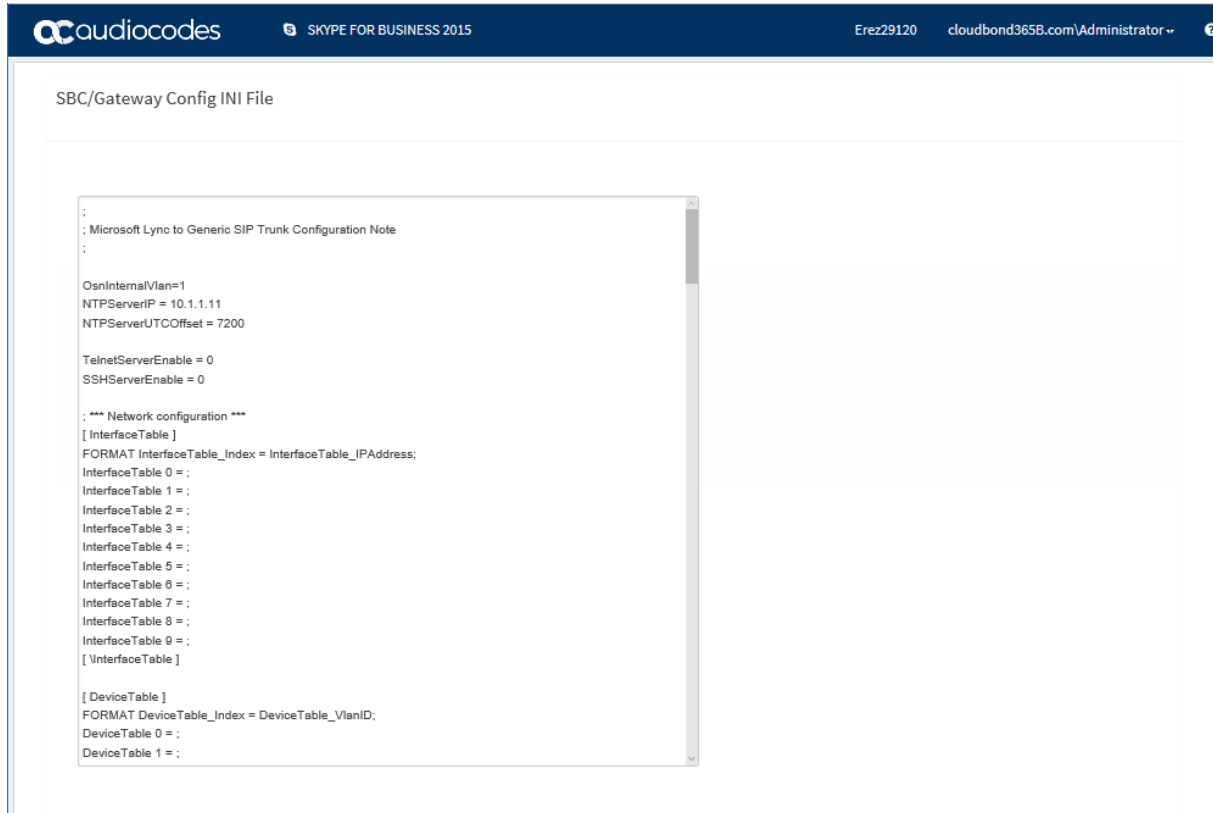 audiocodes
SKYPE FOR BUSINESS 2015
Erez29120
cloudbond365B.com\Administrator
SBC/Gateway Config INI File
;
; Microsoft Lync to Generic SIP Trunk Configuration Note
;
OsnInternalVlan=1
NTPServerIP = 10.1.1.11
NTPServerUTCOffset = 7200
TelnetServerEnable = 0
SSHServerEnable = 0
; *** Network configuration ***
[ InterfaceTable ]
FORMAT InterfaceTable_Index = InterfaceTable_IPAddress;
InterfaceTable 0 = ;
InterfaceTable 1 = ;
InterfaceTable 2 = ;
InterfaceTable 3 = ;
InterfaceTable 4 = ;
InterfaceTable 5 = ;
InterfaceTable 6 = ;
InterfaceTable 7 = ;
InterfaceTable 8 = ;
InterfaceTable 9 = ;
[ \InterfaceTable ]
[ DeviceTable ]
FORMAT DeviceTable_Index = DeviceTable_VlanID;
DeviceTable 0 = ;
DeviceTable 1 = ;